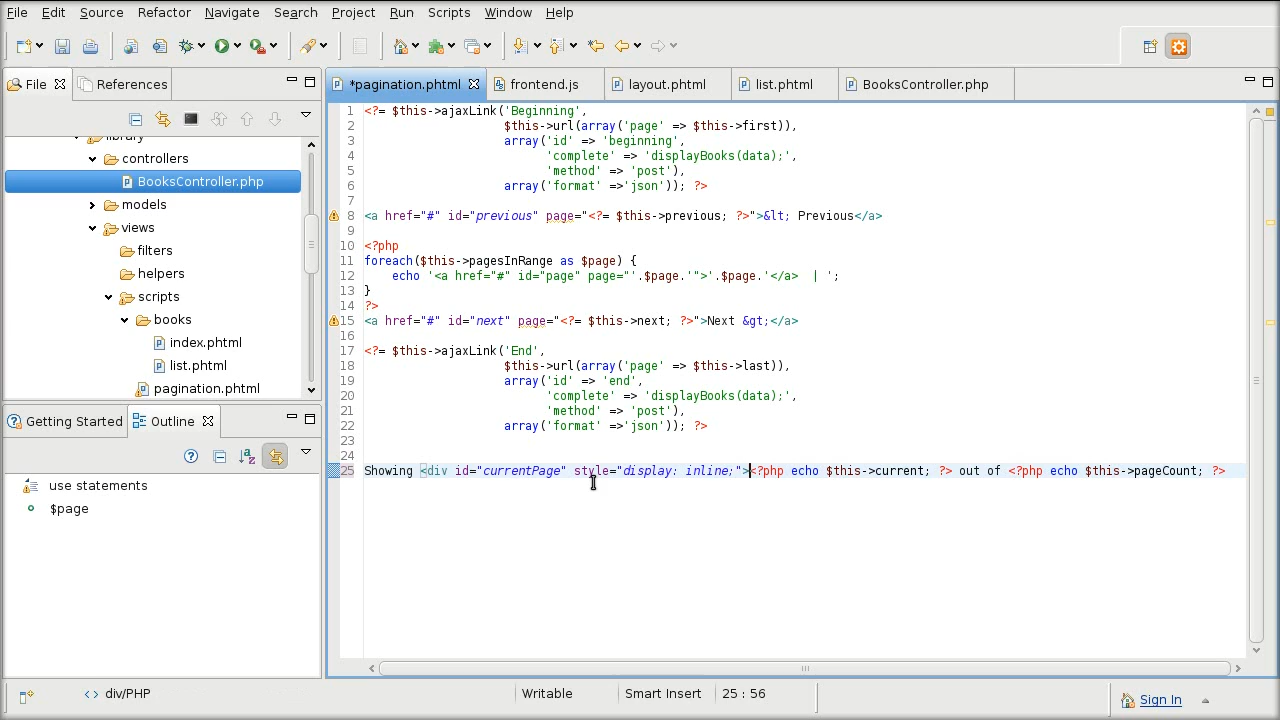 File Edit Source Refactor Navigate Search Project Run Scripts Window Help
File References
*pagination.phtml frontend.js layout.phtml list.phtml BooksController.php
library
controllers
BooksController.php
models
views
filters
helpers
scripts
books
index.phtml
list.phtml
pagination.phtml
Getting Started Outline
use statements
$page
1 <?= $this->ajaxLink('Beginning',
2 $this->url(array('page' => $this->first)),
3 array('id' => 'beginning',
4 'complete' => 'displayBooks(data);',
5 'method' => 'post'),
6 array('format' =>'json')); ?>
7
8 <a href="#" id="previous" page="<?= $this->previous; ?>">&lt; Previous</a>
9
10 <?php
11 foreach($this->pagesInRange as $page) {
12 echo '<a href="#" id="page" page="'.$page.'">'.$page.'</a>  | ';
13 }
14 ?>
15 <a href="#" id="next" page="<?= $this->next; ?>">Next &gt;</a>
16
17 <?= $this->ajaxLink('End',
18 $this->url(array('page' => $this->last)),
19 array('id' => 'end',
20 'complete' => 'displayBooks(data);',
21 'method' => 'post'),
22 array('format' =>'json')); ?>
23
24
25 Showing <div id="currentPage" style="display: inline;"><?php echo $this->current; ?> out of <?php echo $this->pageCount; ?>
div/PHP Writable Smart Insert 25 : 56 Sign In